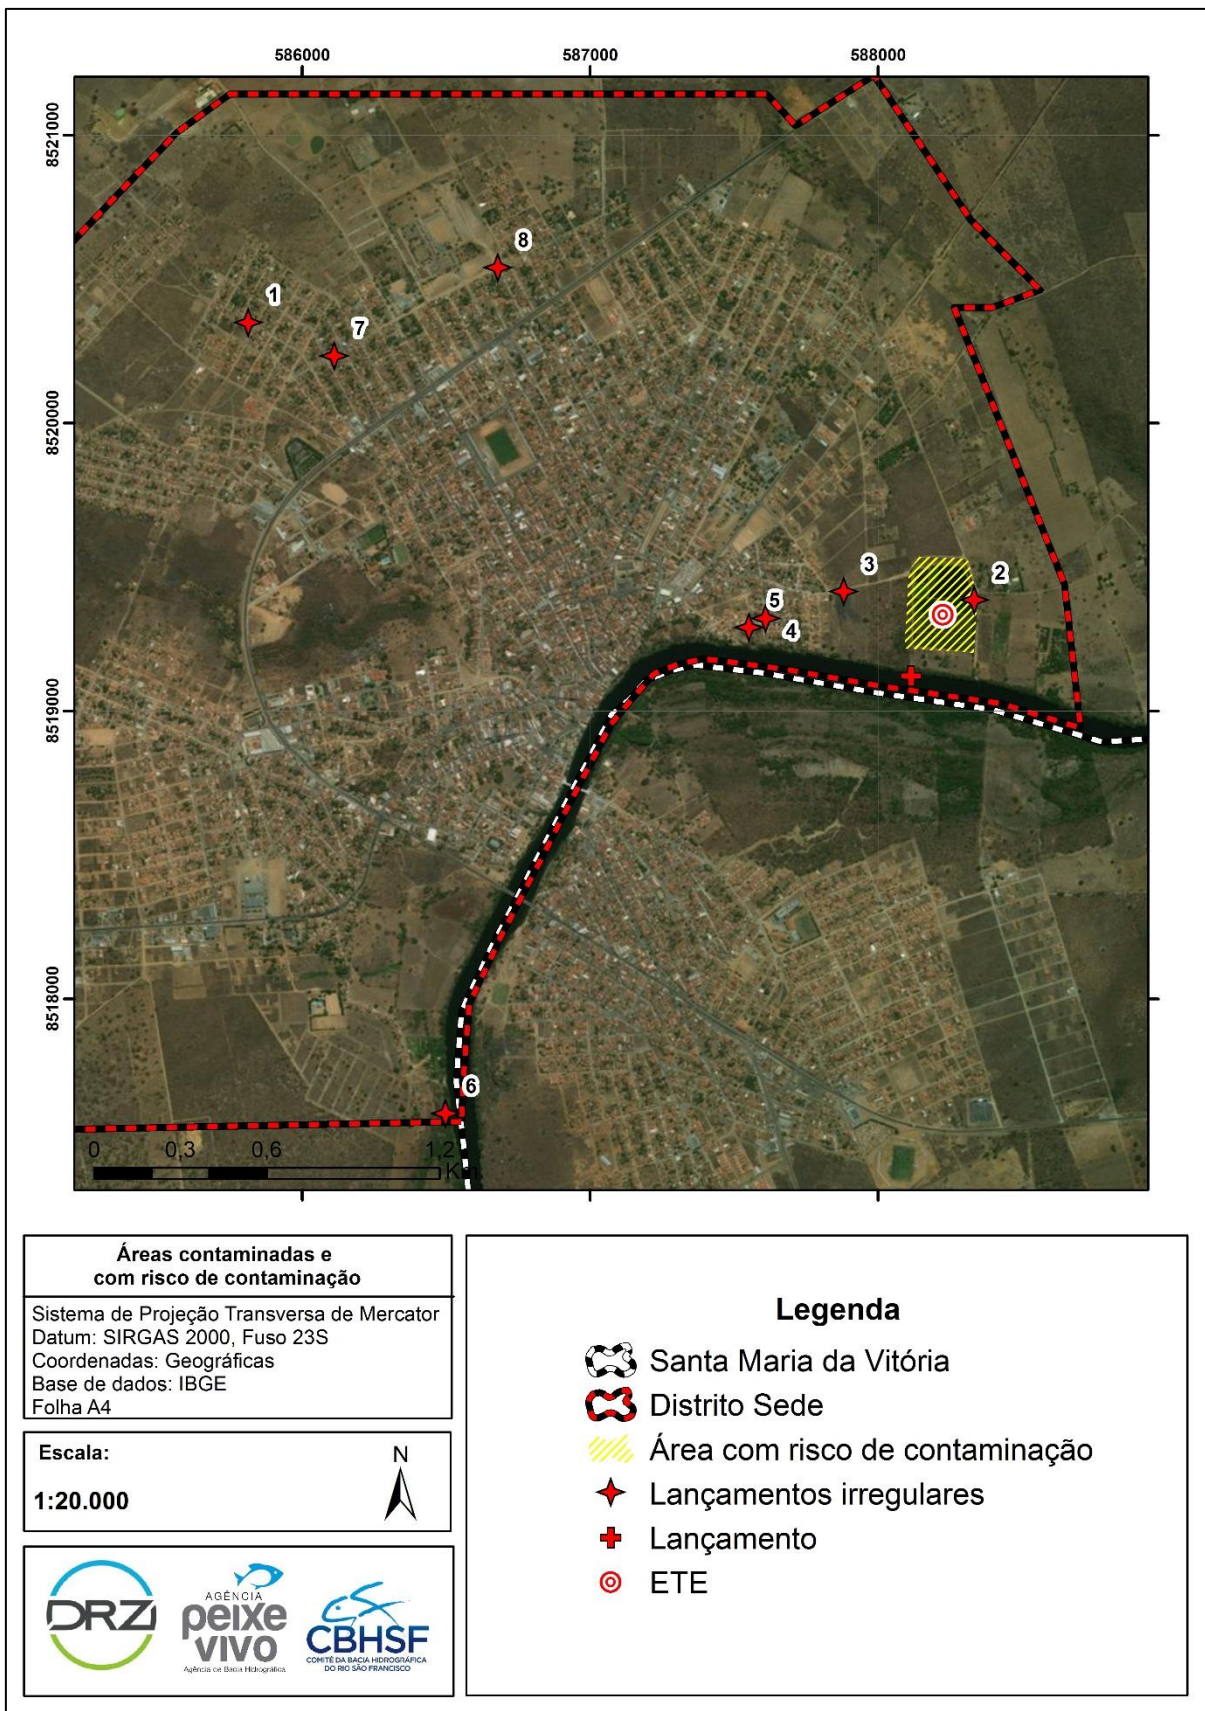 586000 587000 588000
8521000
8520000
8519000
8518000
8
1
7
3
2
5
4
6
0 0,3 0,6 1,2
K
Áreas contaminadas e
com risco de contaminação
Sistema de Projeção Transversa de Mercator
Datum: SIRGAS 2000, Fuso 23S
Coordenadas: Geográficas
Base de dados: IBGE
Folha A4
Escala:
1:20.000
N
DRZ
AGÊNCIA
peixe
vivo
Agência de Bacia Hidrográfica
CBHSF
COMITÊ DA BACIA HIDROGRÁFICA
DO RIO SÃO FRANCISCO
Legenda
Santa Maria da Vitória
Distrito Sede
Área com risco de contaminação
Lançamentos irregulares
Lançamento
ETE